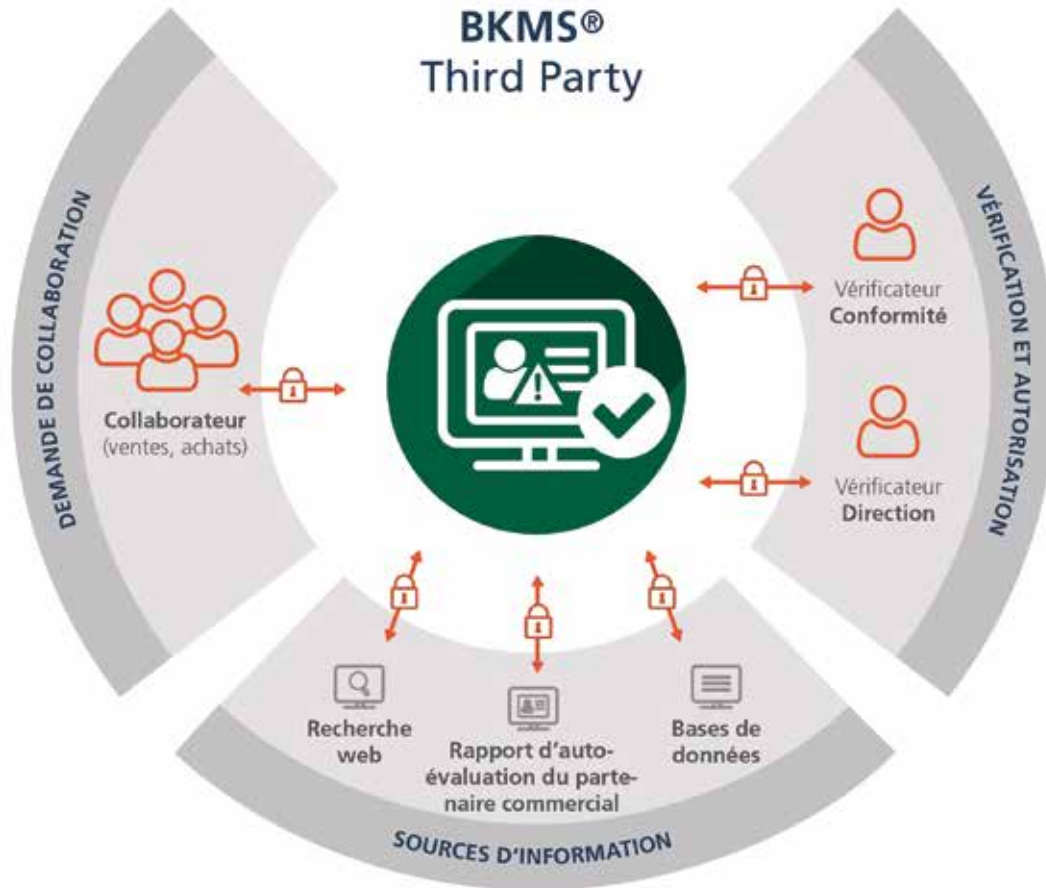 BKMS®
Third Party
DEMANDE DE COLLABORATION
Collaborateur
(ventes, achats)
VÉRIFICATION ET AUTORISATION
Vérificateur
Conformité
Vérificateur
Direction
Recherche
web
Rapport d'auto-
évaluation du parte-
naire commercial
Bases de
données
SOURCES D'INFORMATION